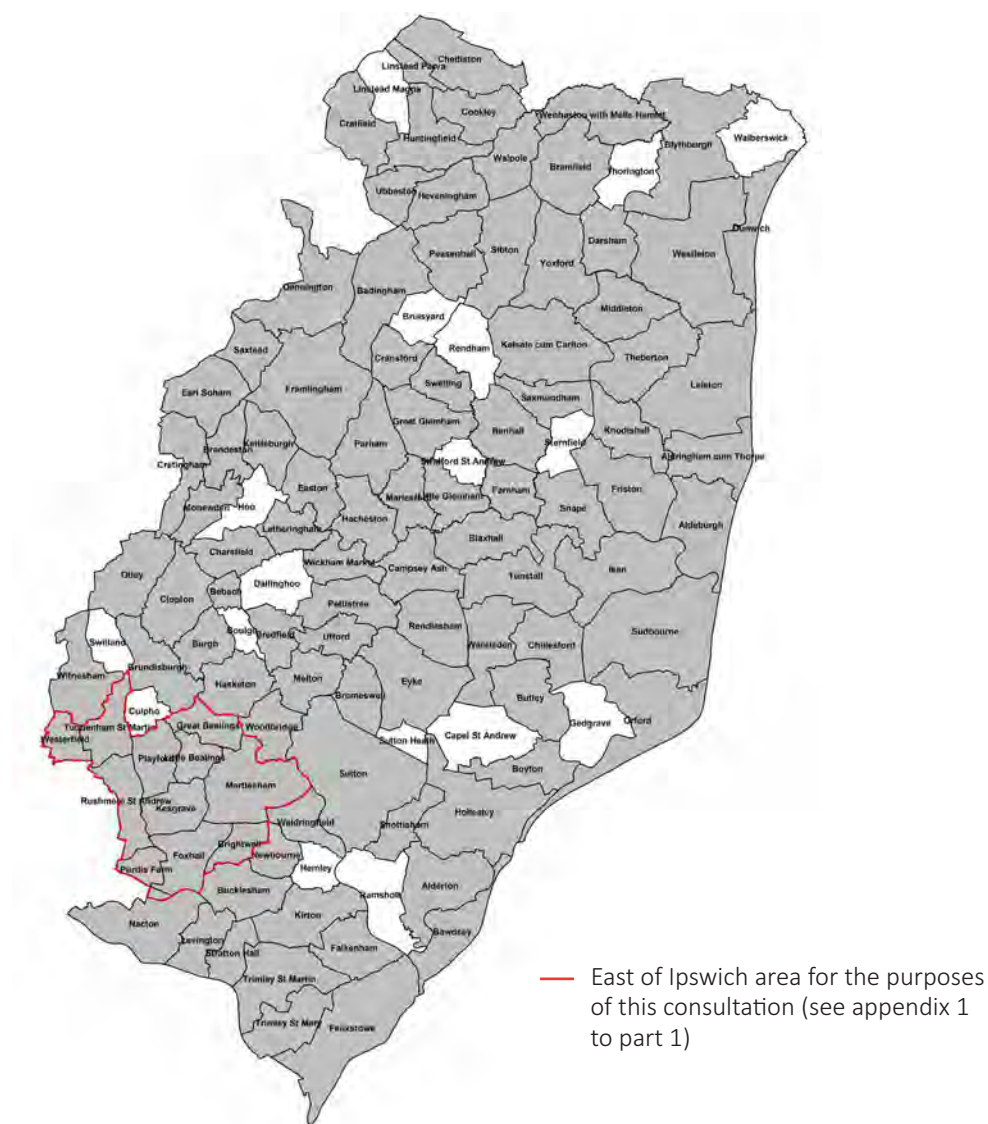 Chediston
Linstead Parva
Linstead Magna
Cookley
Wenhaston with Mells Hamlet
Cratfield
Huntingfield
Walberswick
Blythburgh
Walpole
Bramfield
Thorington
Ubbeston
Heveningham
Dunwich
Peasenhall
Sibton
Darsham
Westleton
Yoxford
Dennington
Badingham
Middleton
Bruisyard
Rendham
Kelsale cum Carlton
Saxtead
Cransford
Theberton
Leiston
Earl Soham
Framlingham
Swefling
Saxmundham
Great Glemham
Benhall
Sternfield
Knodishall
Brandeston
Kettleburgh
Parham
Aldringham cum Thorpe
Cretingham
Stratford St Andrew
Easton
Marlesford
Little Glemham
Farnham
Friston
Monewden
Hoo
Hacheston
Snape
Aldeburgh
Letheringham
Blaxhall
Charsfield
Wickham Market
Campsey Ash
Iken
Otley
Dallinghoo
Tunstall
Clopton
Bebach
Pettistree
Rendlesham
Sudbourne
Boulge
Bredfield
Ufford
Wantisden
Chillesford
Swilland
Burgh
Brundisburgh
Witnesham
Hasketon
Melton
Bromeswell
Eyke
Butley
Gedgrave
Orford
Culpho
Tuddenham St Martin
Great Bealings
Woodbridge
Westerfield
Sutton Heath
Capel St Andrew
Playford
Little Bealings
Sutton
Boyton
Martlesham
Rushmere St Andrew
Kesgrave
Hollesley
Waldringfield
Shottisham
Brightwell
Foxhall
Newbourne
Purdis Farm
Hemley
Alderton
Bucklesham
Ramsholt
Kirton
Nacton
Bawdsey
Levington
Falkenham
Stratton Hall
Trimley St Martin
Trimley St Mary
Felixstowe
East of Ipswich area for the purposes
of this consultation (see appendix 1
to part 1)